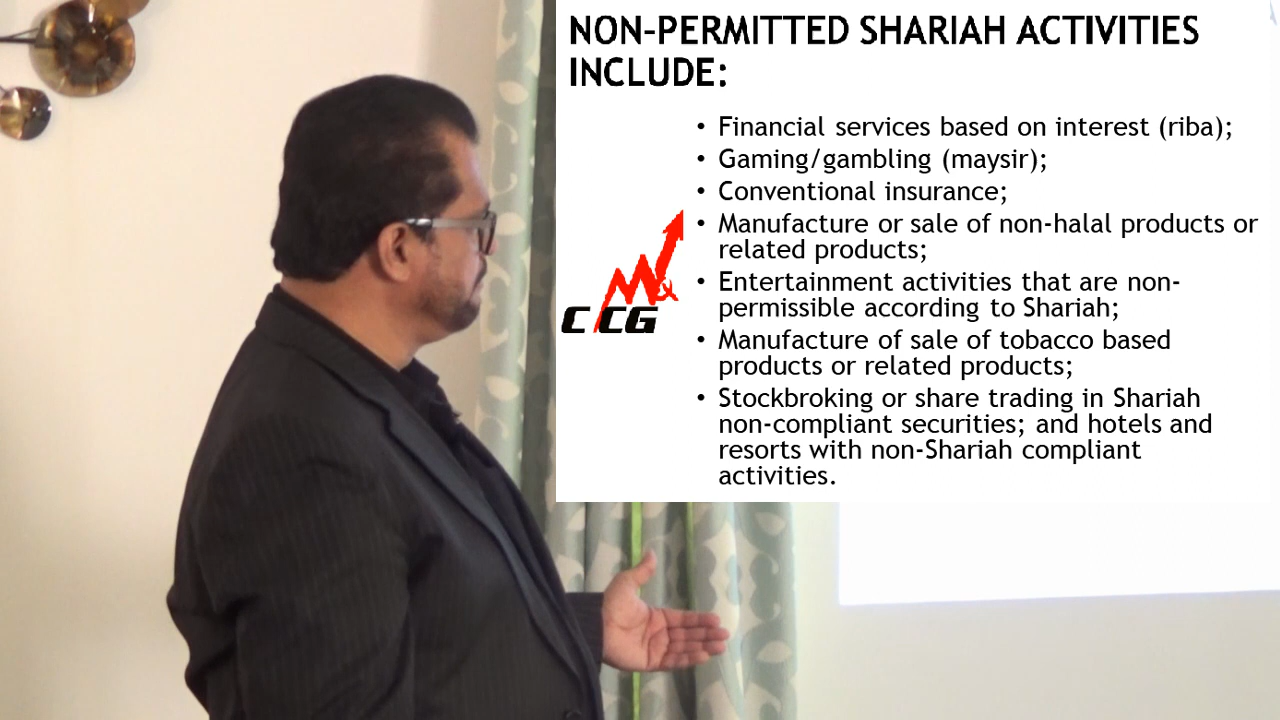 NON-PERMITTED SHARIAH ACTIVITIES
INCLUDE:
• Financial services based on interest (riba);
• Gaming/gambling (maysir);
• Conventional insurance;
• Manufacture or sale of non-halal products or
related products;
• Entertainment activities that are non-
permissible according to Shariah;
• Manufacture of sale of tobacco based
products or related products;
• Stockbroking or share trading in Shariah
non-compliant securities; and hotels and
resorts with non-Shariah compliant
activities.